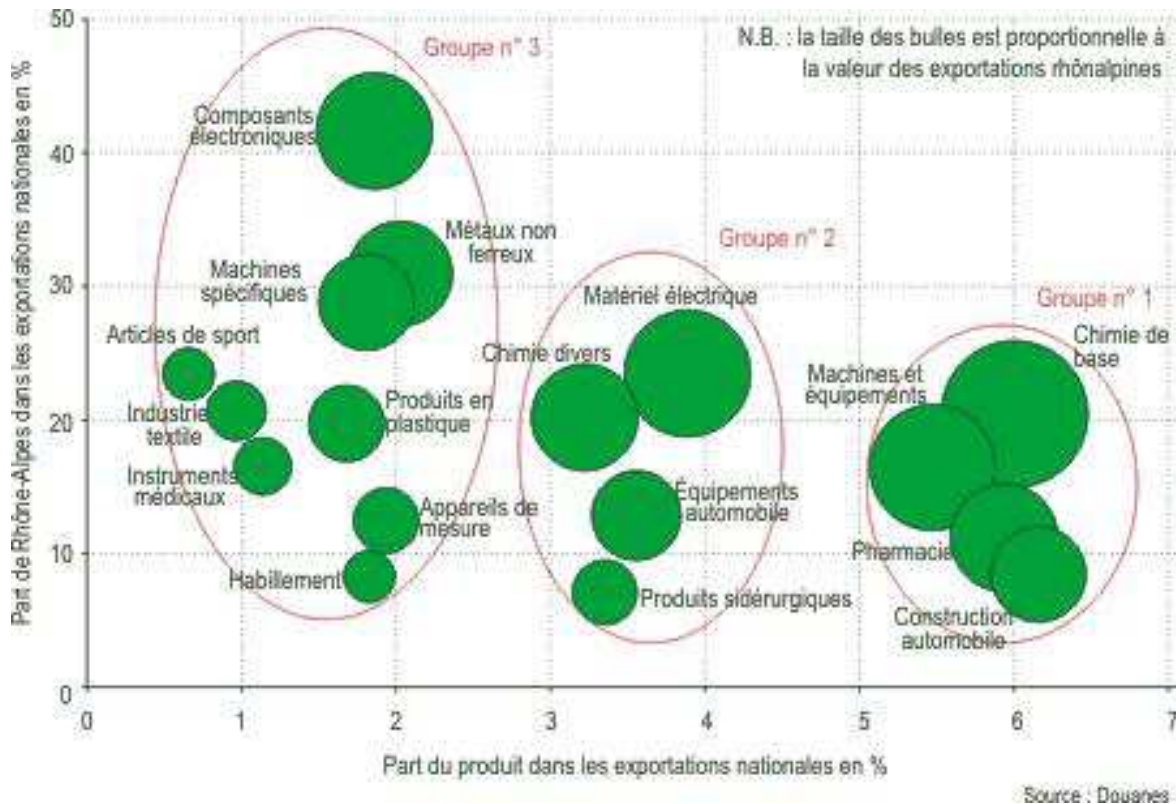 Part de Rhône-Alpes dans les exportations nationales en %
50
40
30
20
10
0
0 1 2 3 4 5 6 7
Part du produit dans les exportations nationales en %
N.B. : la taille des bulles est proportionnelle à
la valeur des exportations rhônalpines
Groupe n° 3
Composants
électroniques
Métaux non
ferreux
Machines
spécifiques
Articles de sport
Industrie
textile
Instruments
médicaux
Produits en
plastique
Appareils de
mesure
Habillement
Groupe n° 2
Matériel électrique
Chimie divers
Équipements
automobile
Produits sidérurgiques
Groupe n° 1
Chimie de
base
Machines et
équipements
Pharmacie
Construction
automobile
Source : Douanes